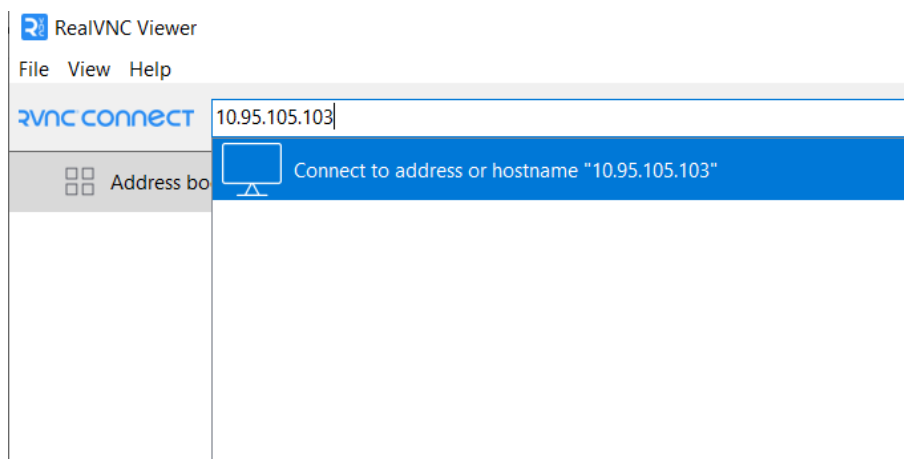 RealVNC Viewer
File View Help
RVNC CONNECT 10.95.105.103
Address bo
Connect to address or hostname "10.95.105.103"